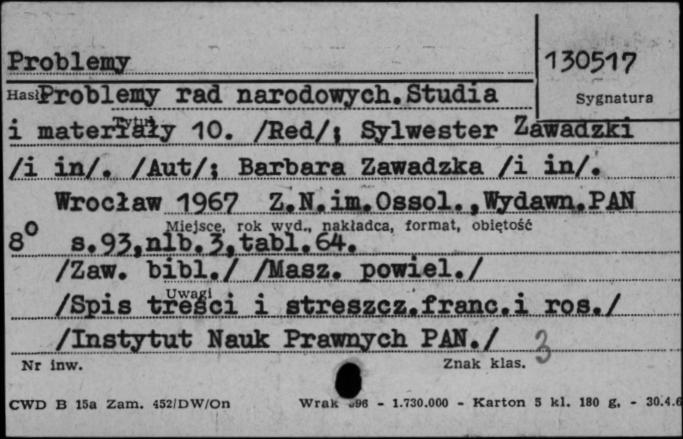 Problemy
130517
Hasło
Sygnatura
Problemy rad narodowych.Studia
Tytuł
i materiały 10. /Red/; Sylwester Zawadzki
/i in/. /Aut/; Barbara Zawadzka /i in/.
Wrocław 1967 Z.N.im.Ossol.,Wydawn.PAN
Miejsce, rok wyd., nakładca, format, objętość
8° s.93,nlb.3,tabl.64.
/Zaw. bibl./ /Masz. powiel./
Uwagi
/Spis treści i streszcz.franc.i ros./
/Instytut Nauk Prawnych PAN./ 3
Nr inw. Znak klas.
CWD B 15a Zam. 452/DW/On Wrak 96 - 1.730.000 - Karton 5 kl. 180 g. - 30.4.6